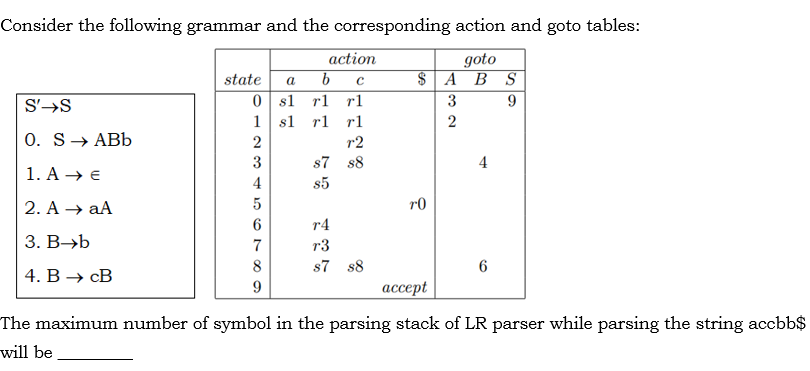 Consider the following grammar and the corresponding action and goto tables:
S'→S
0. S → ABb
1. A → ∈
2. A → aA
3. B→b
4. B → cB
action goto
state a b c $ A B S
0 s1 r1 r1 3 9
1 s1 r1 r1 2
2 r2
3 s7 s8 4
4 s5
5 r0
6 r4
7 r3
8 s7 s8 6
9 accept
The maximum number of symbol in the parsing stack of LR parser while parsing the string accbb$
will be ________